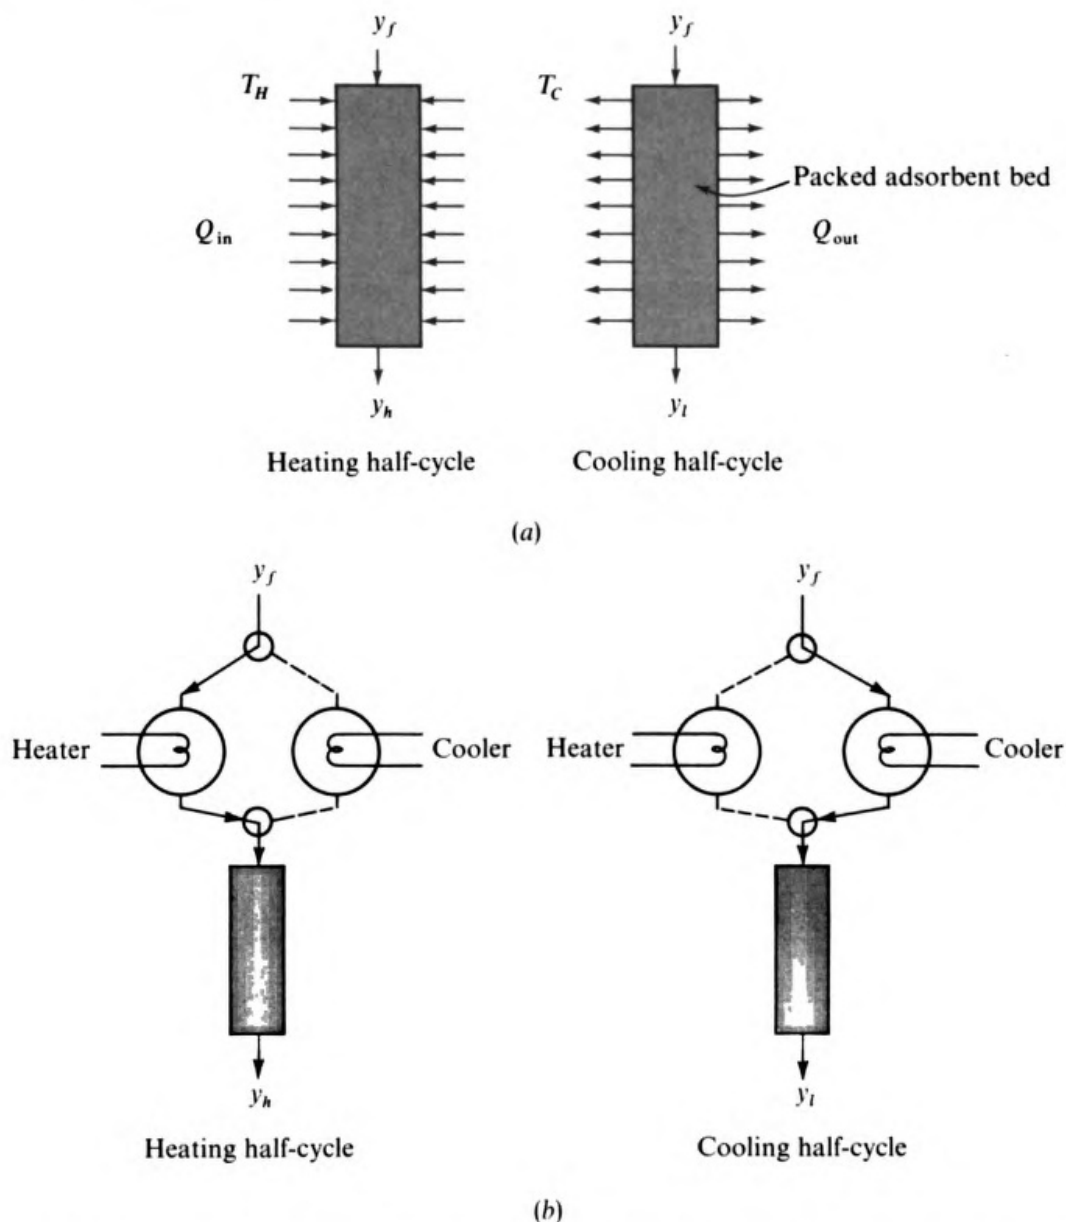 y_f y_f
T_H T_C
Packed adsorbent bed
Q_in Q_out
y_h y_l
Heating half-cycle Cooling half-cycle
(a)
y_f y_f
Heater Cooler Heater Cooler
y_h y_l
Heating half-cycle Cooling half-cycle
(b)